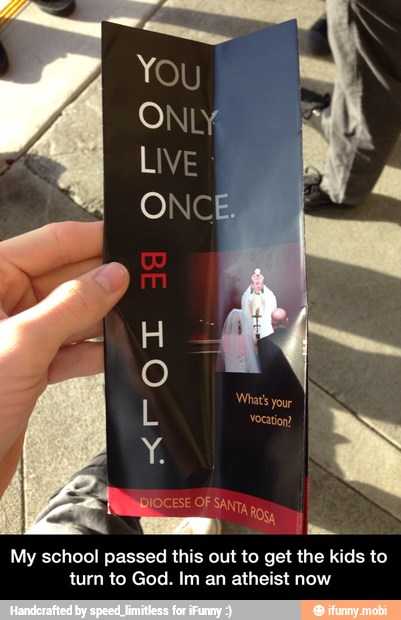 YOU
ONLY
LIVE
ONCE.
BE
HOLY.
What's your
vocation?
DIOCESE OF SANTA ROSA
My school passed this out to get the kids to
turn to God. Im an atheist now
Handcrafted by speed_limitless for iFunny :)
ifunny.mobi